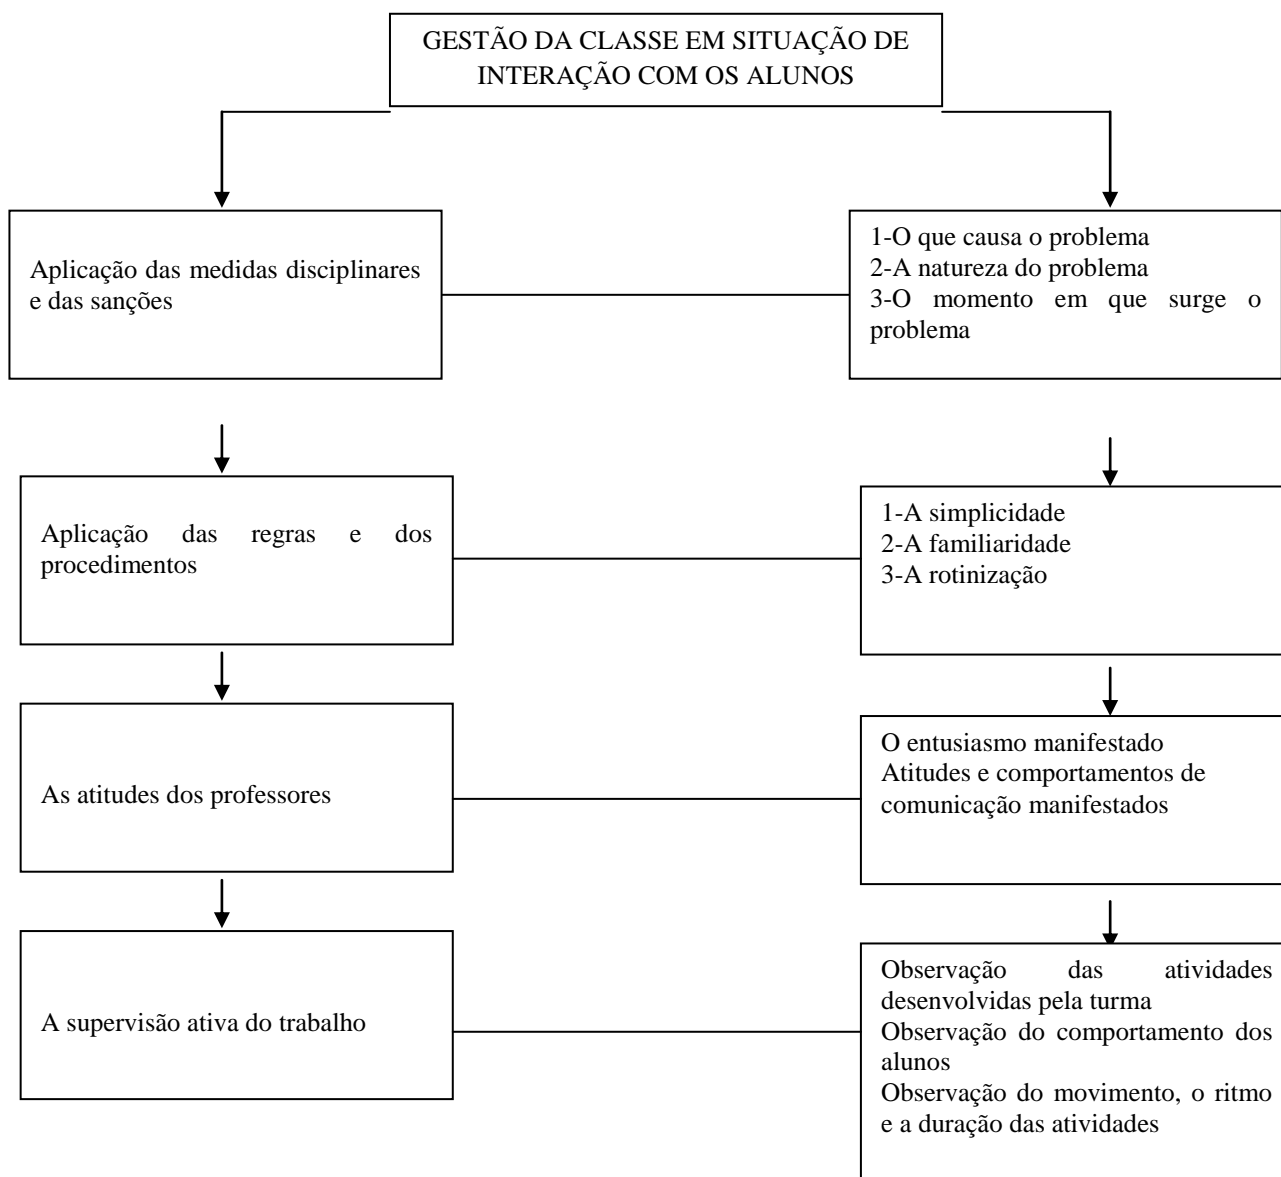 GESTÃO DA CLASSE EM SITUAÇÃO DE
INTERAÇÃO COM OS ALUNOS
Aplicação das medidas disciplinares
e das sanções
1-O que causa o problema
2-A natureza do problema
3-O momento em que surge o
problema
Aplicação das regras e dos
procedimentos
1-A simplicidade
2-A familiaridade
3-A rotinização
As atitudes dos professores
O entusiasmo manifestado
Atitudes e comportamentos de
comunicação manifestados
A supervisão ativa do trabalho
Observação das atividades
desenvolvidas pela turma
Observação do comportamento dos
alunos
Observação do movimento, o ritmo
e a duração das atividades